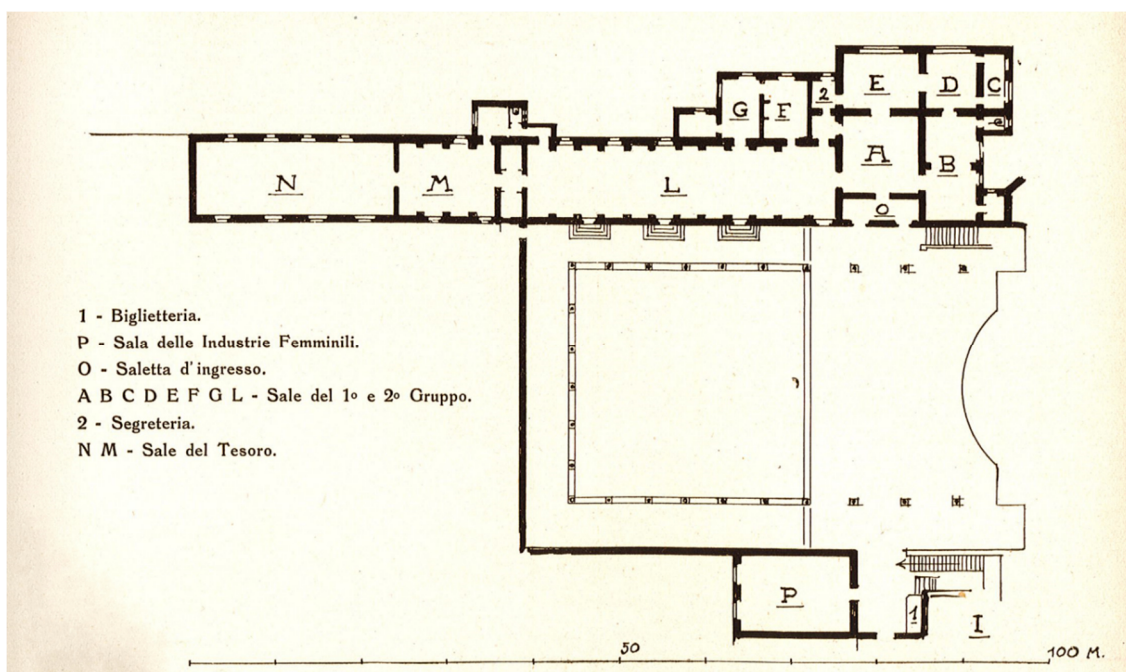 E
D
C
2
G
F
A
B
N
M
L
O
1 - Biglietteria.
P - Sala delle Industrie Femminili.
O - Saletta d'ingresso.
A B C D E F G L - Sale del 1º e 2º Gruppo.
2 - Segreteria.
N M - Sale del Tesoro.
P
1
I
50
100 M.